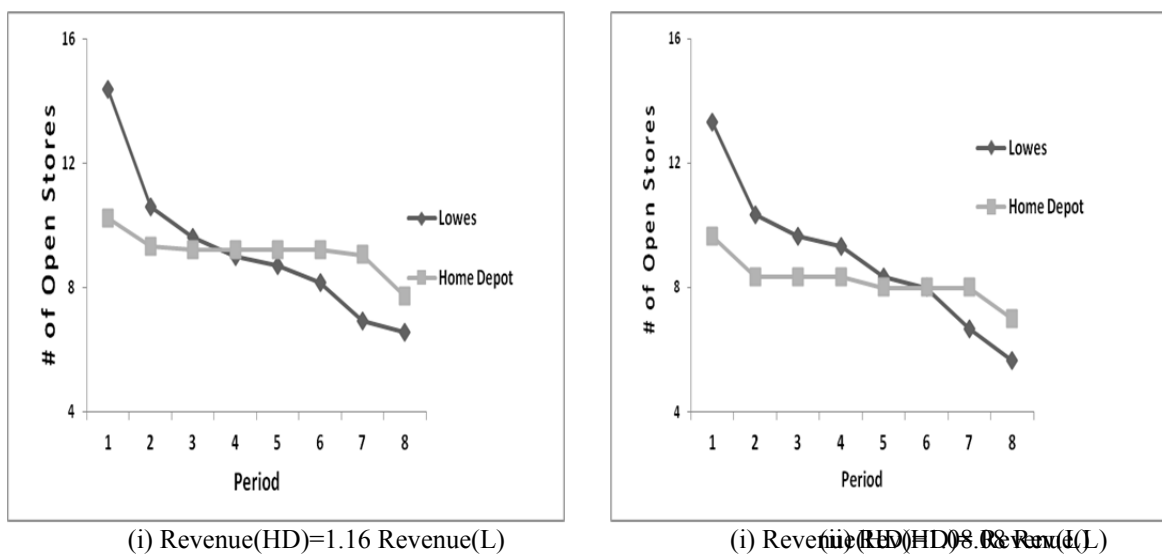 16
12
8
4
# of Open Stores
Lowes
Home Depot
1 2 3 4 5 6 7 8
Period
(i) Revenue(HD)=1.16 Revenue(L)
16
12
8
4
# of Open Stores
Lowes
Home Depot
1 2 3 4 5 6 7 8
Period